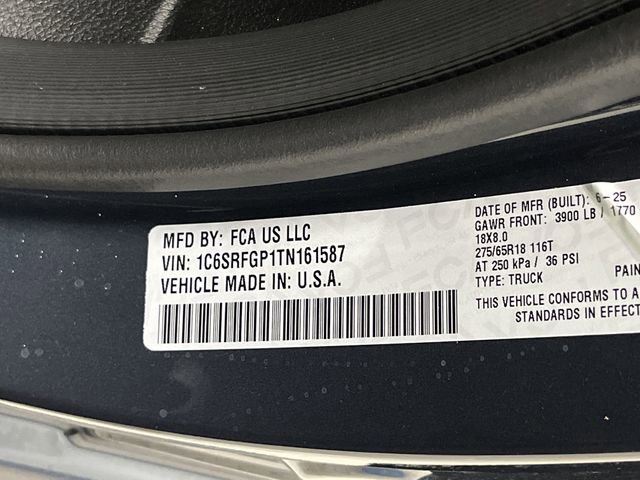 MFD BY: FCA US LLC
VIN: 1C6SRFGP1TN161587
VEHICLE MADE IN: U.S.A.
DATE OF MFR (BUILT): 6-25
GAWR FRONT: 3900 LB / 1770
18X8.0
275/65R18 116T
AT 250 kPa / 36 PSI
TYPE: TRUCK
PAIN
THIS VEHICLE CONFORMS TO A
STANDARDS IN EFFECT